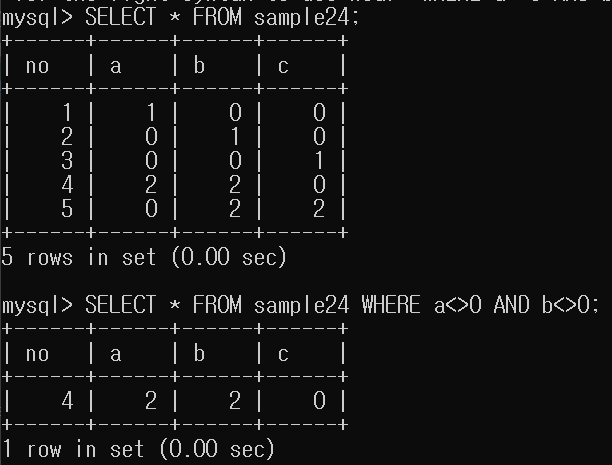 mysql> SELECT * FROM sample24;
+------+------+------+------+
| no | a | b | c |
+------+------+------+------+
| 1 | 1 | 0 | 0 |
| 2 | 0 | 1 | 0 |
| 3 | 0 | 0 | 1 |
| 4 | 2 | 2 | 0 |
| 5 | 0 | 2 | 2 |
+------+------+------+------+
5 rows in set (0.00 sec)
mysql> SELECT * FROM sample24 WHERE a<>0 AND b<>0;
+------+------+------+------+
| no | a | b | c |
+------+------+------+------+
| 4 | 2 | 2 | 0 |
+------+------+------+------+
1 row in set (0.00 sec)